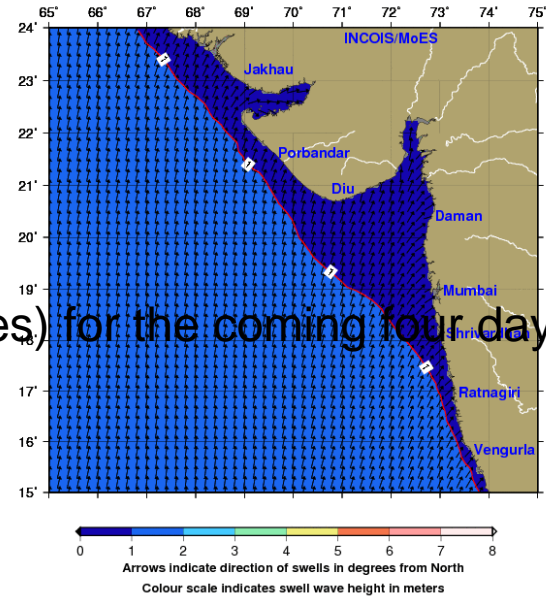 65˚ 66˚ 67˚ 68˚ 69˚ 70˚ 71˚ 72˚ 73˚ 74˚ 75˚
24˚
INCOIS/MoES
1
Jakhau
23˚
22˚
Porbandar
1
21˚
Diu
Daman
20˚
1
19˚
Mumbai
es) for the coming four day
18˚
Shrivardhan
1
17˚
Ratnagiri
16˚
Vengurla
15˚
0 1 2 3 4 5 6 7 8
Arrows indicate direction of swells in degrees from North
Colour scale indicates swell wave height in meters